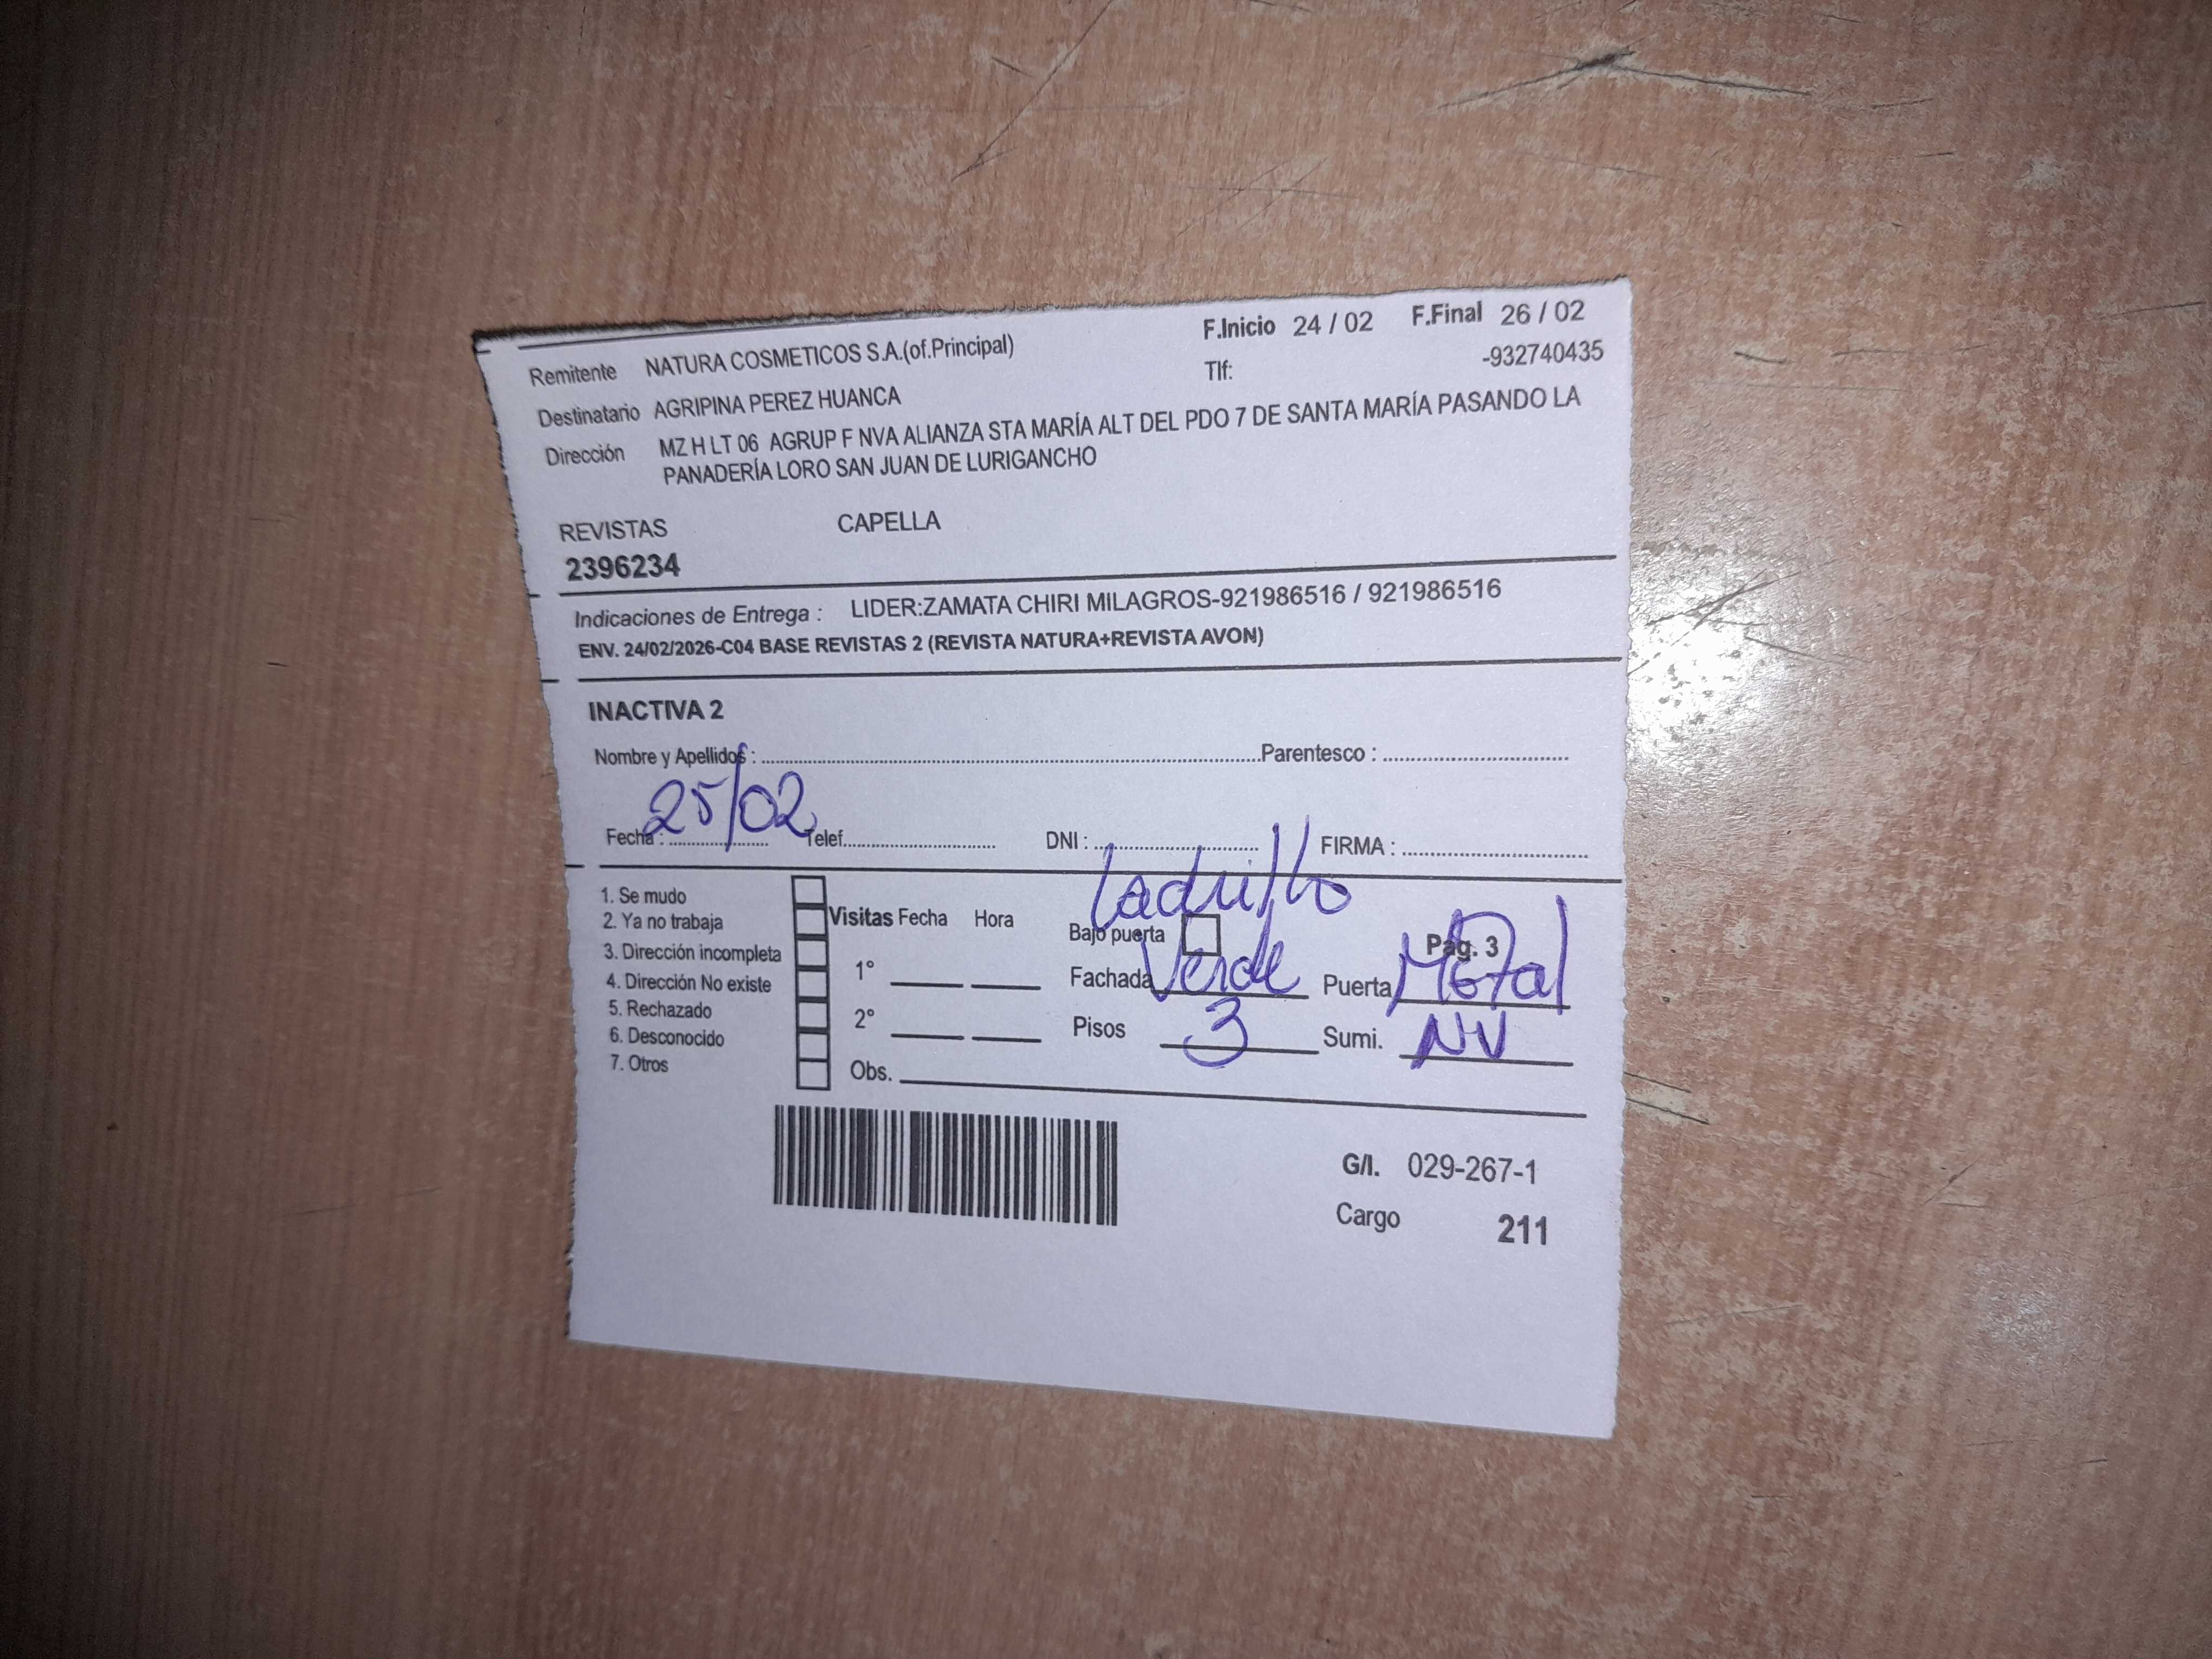 Remitente NATURA COSMETICOS S.A.(of.Principal) F.Inicio 24 / 02 F.Final 26 / 02
Destinatario AGRIPINA PEREZ HUANCA Tlf: -932740435
Dirección MZ H LT 06 AGRUP F NVA ALIANZA STA MARÍA ALT DEL PDO 7 DE SANTA MARÍA PASANDO LA
PANADERÍA LORO SAN JUAN DE LURIGANCHO
REVISTAS CAPELLA
2396234
Indicaciones de Entrega : LIDER:ZAMATA CHIRI MILAGROS-921986516 / 921986516
ENV. 24/02/2026-C04 BASE REVISTAS 2 (REVISTA NATURA+REVISTA AVON)
INACTIVA 2
Nombre y Apellidos : Parentesco :
Fecha : 25/02 Telef. DNI : FIRMA :
ladrillo
1. Se mudo
2. Ya no trabaja Visitas Fecha Hora Bajo puerta Pag. 3
3. Dirección incompleta
4. Dirección No existe 1° Fachada Verde Puerta Metal
5. Rechazado
6. Desconocido 2° Pisos 3 Sumi. NV
7. Otros Obs.
G/I. 029-267-1
Cargo 211